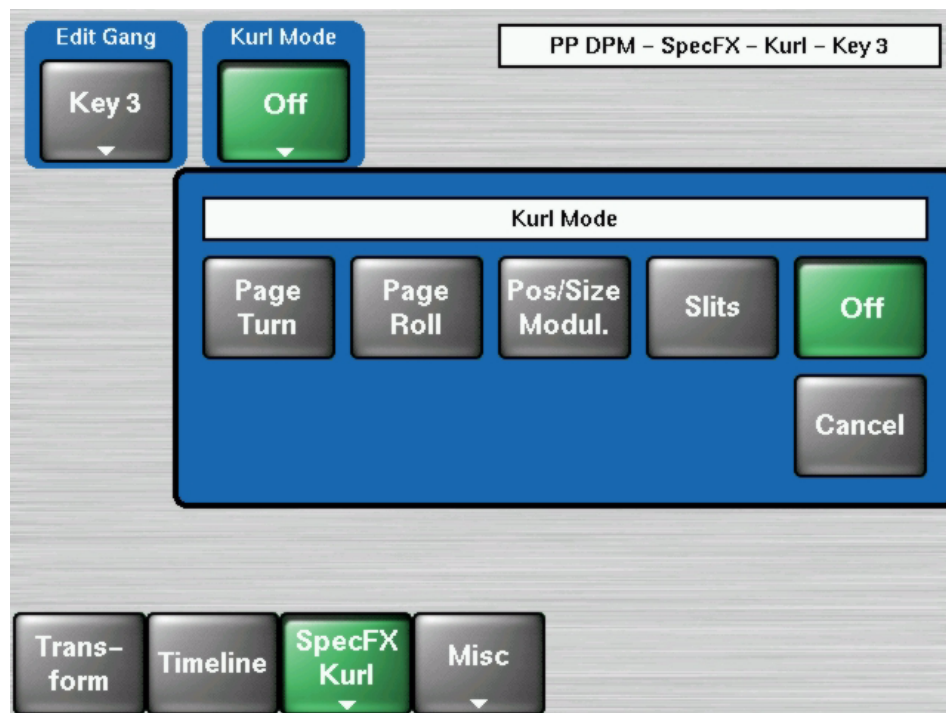 Edit Gang
Kurl Mode
PP DPM – SpecFX – Kurl – Key 3
Key 3
Off
Kurl Mode
Page
Turn
Page
Roll
Pos/Size
Modul.
Slits
Off
Cancel
Trans–
form
Timeline
SpecFX
Kurl
Misc